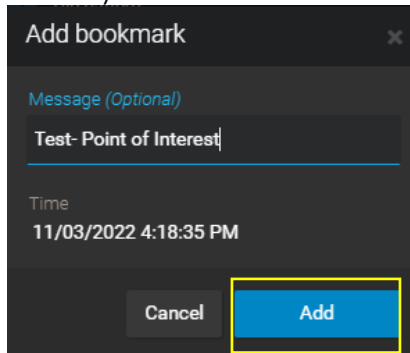 Add bookmark
Message (Optional)
Test- Point of Interest
Time
11/03/2022 4:18:35 PM
Cancel Add